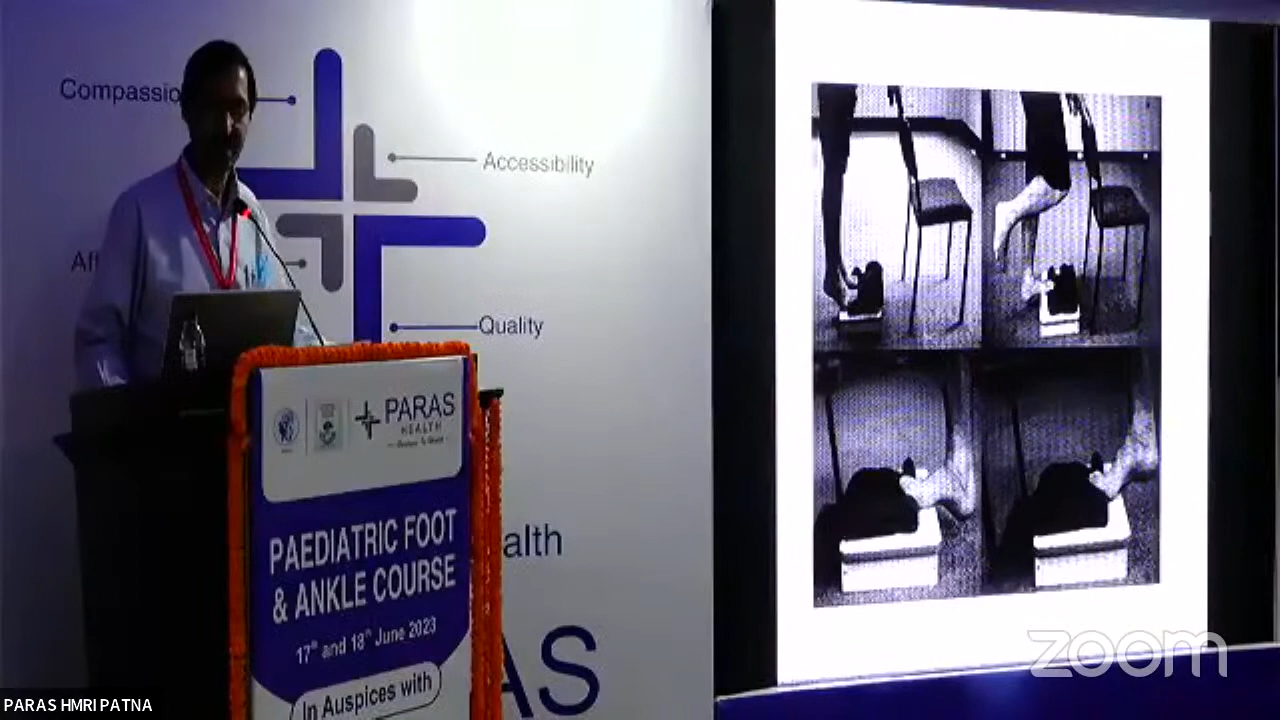 Compassio
Accessibility
Aff
Quality
PARAS
HEALTH
PAEDIATRIC FOOT
& ANKLE COURSE
17th and 18th June 2023
In Auspices with
alth
AS
zoom
PARAS HMRI PATNA